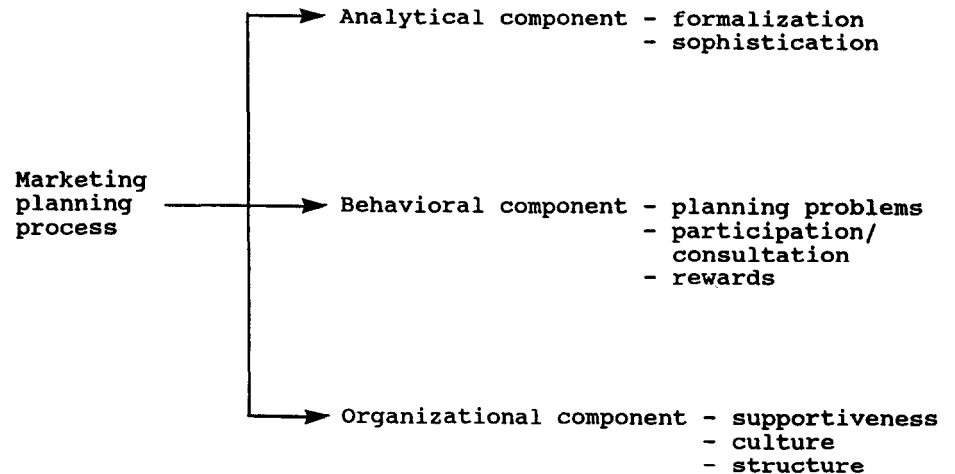 Analytical component - formalization
- sophistication
Marketing
planning
process
Behavioral component - planning problems
- participation/
consultation
- rewards
Organizational component - supportiveness
- culture
- structure